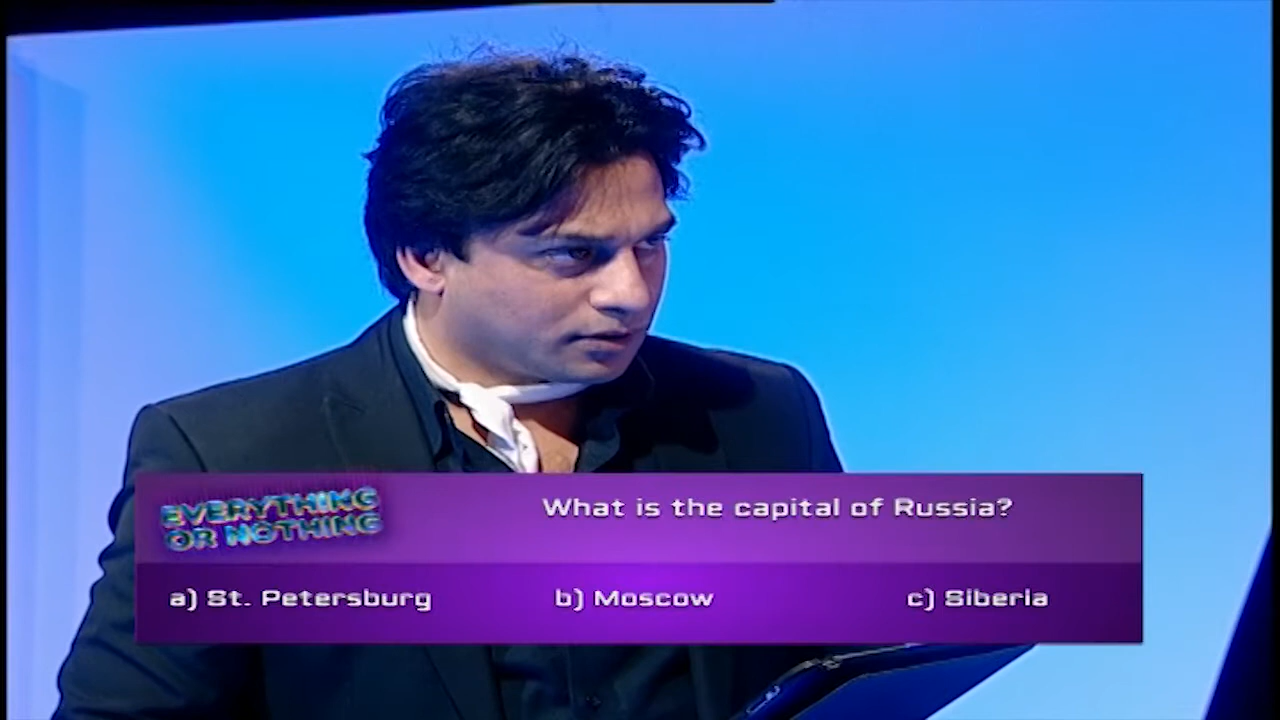 EVERYTHING
OR NOTHING
What is the capital of Russia?
a) St. Petersburg
b) Moscow
c) Siberia